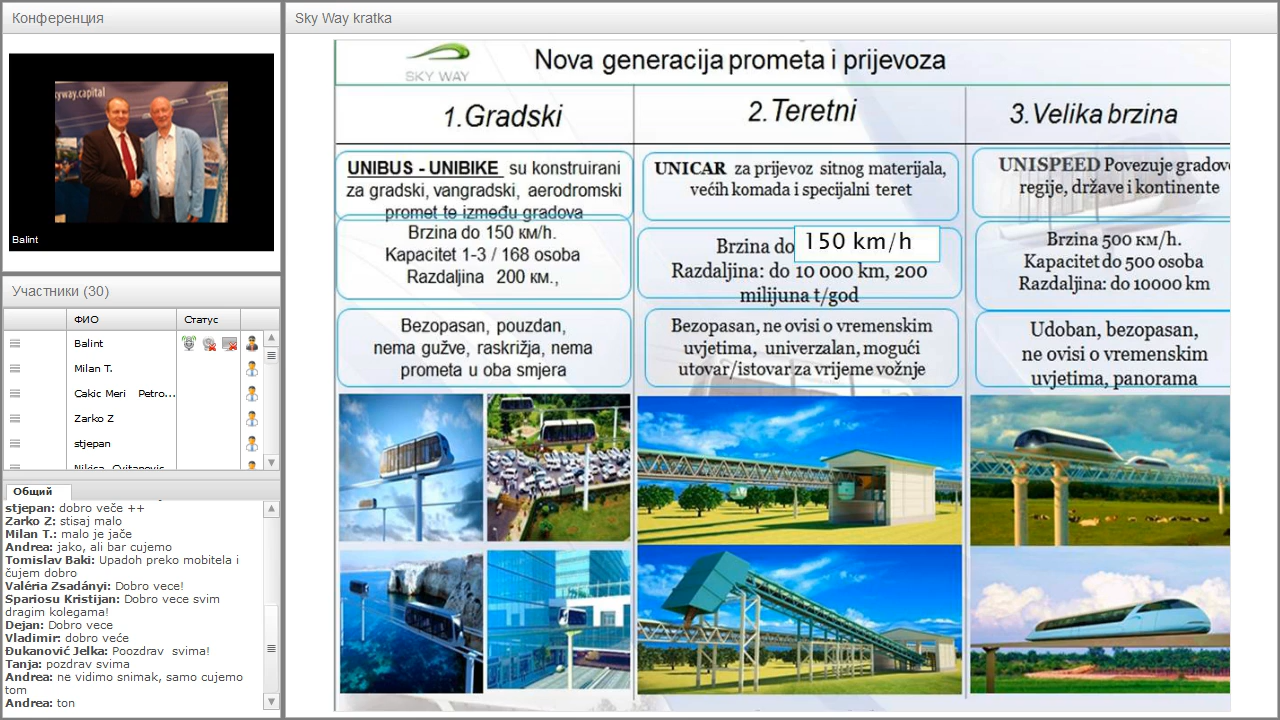 Конференция
kyway.capital
Balint
Участники (30)
ФИО
Статус
Balint
Milan T.
Cakic Meri Petro...
Zarko Z
stjepan
Общий
stjepan: dobro veče ++
Zarko Z: stisaj malo
Milan T.: malo je jače
Andrea: jako, ali bar cujemo
Tomislav Baki: Upadoh preko mobitela i
čujem dobro
Valéria Zsadányi: Dobro vece!
Spariosu Kristijan: Dobro vece svim
dragim kolegama!
Dejan: Dobro vece
Vladimir: dobro veće
Đukanović Jelka: Poozdrav svima!
Tanja: pozdrav svima
Andrea: ne vidimo snimak, samo cujemo
tom
Andrea: ton
Sky Way kratka
SKY WAY
Nova generacija prometa i prijevoza
1.Gradski
UNIBUS - UNIBIKE su konstruirani
za gradski, vangradski, aerodromski
promet te između gradova
Brzina do 150 км/h.
Kapacitet 1-3 / 168 osoba
Razdaljina 200 км.,
Bezopasan, pouzdan,
nema gužve, raskrižja, nema
prometa u oba smjera
2.Teretni
UNICAR za prijevoz sitnog materijala,
većih komada i specijalni teret
Brzina do 150 km/h
Razdaljina: do 10 000 km, 200
milijuna t/god
Bezopasan, ne ovisi o vremenskim
uvjetima, univerzalan, mogući
utovar/istovar za vrijeme vožnje
3.Velika brzina
UNISPEED Povezuje gradove
regije, države i kontinente
Brzina 500 км/h.
Kapacitet do 500 osoba
Razdaljina: do 10000 km
Udoban, bezopasan,
ne ovisi o vremenskim
uvjetima, panorama